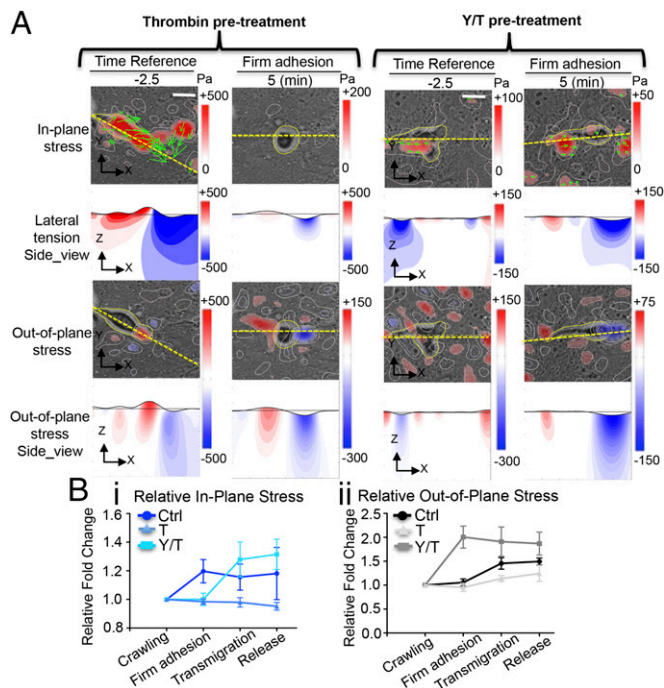 A
Thrombin pre-treatment
Y/T pre-treatment
Time Reference
Firm adhesion
Time Reference
Firm adhesion
-2.5
Pa
5 (min)
Pa
-2.5
Pa
5 (min)
Pa
In-plane
stress
Y
X
+500
0
+200
0
Y
X
+100
0
+50
0
Lateral
tension
Side_view
Z
X
+500
-500
+500
-500
Z
X
+150
-150
+50
-150
Out-of-plane
stress
Y
X
Y
X
Out-of-plane
stress
Side_view
Z
X
+500
-500
+150
-300
Z
X
+150
-300
+75
-150
B
i
Relative In-Plane Stress
Relative Fold Change
1.6
1.4
1.2
1.0
0.8
Ctrl
T
Y/T
Crawling
Firm adhesion
Transmigration
Release
ii
Relative Out-of-Plane Stress
Relative Fold Change
2.5
2.0
1.5
1.0
0.5
0.0
Ctrl
T
Y/T
Crawling
Firm adhesion
Transmigration
Release